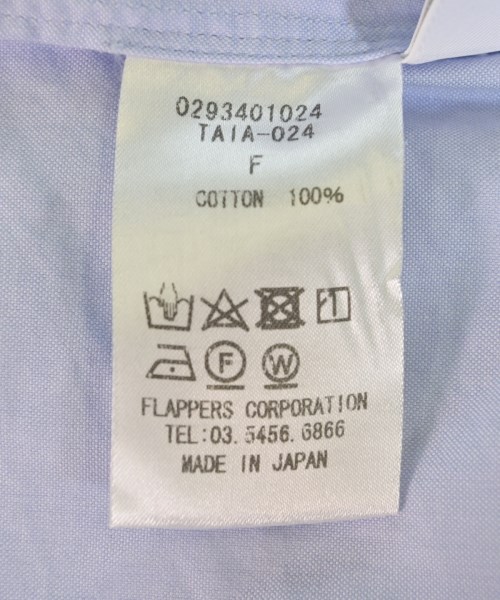 0293401024
TAIA-024
F
COTTON 100%
F W
FLAPPERS CORPORATION
TEL:03.5456.6866
MADE IN JAPAN